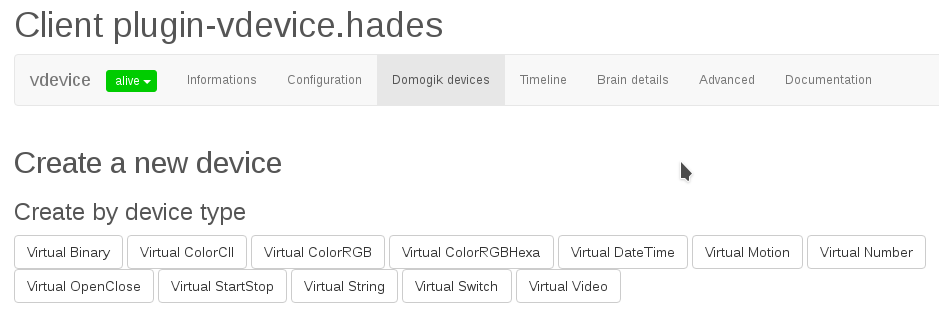 Client plugin-vdevice.hades
vdevice alive Informations Configuration Domogik devices Timeline Brain details Advanced Documentation
Create a new device
Create by device type
Virtual Binary Virtual ColorCII Virtual ColorRGB Virtual ColorRGBHexa Virtual DateTime Virtual Motion Virtual Number
Virtual OpenClose Virtual StartStop Virtual String Virtual Switch Virtual Video